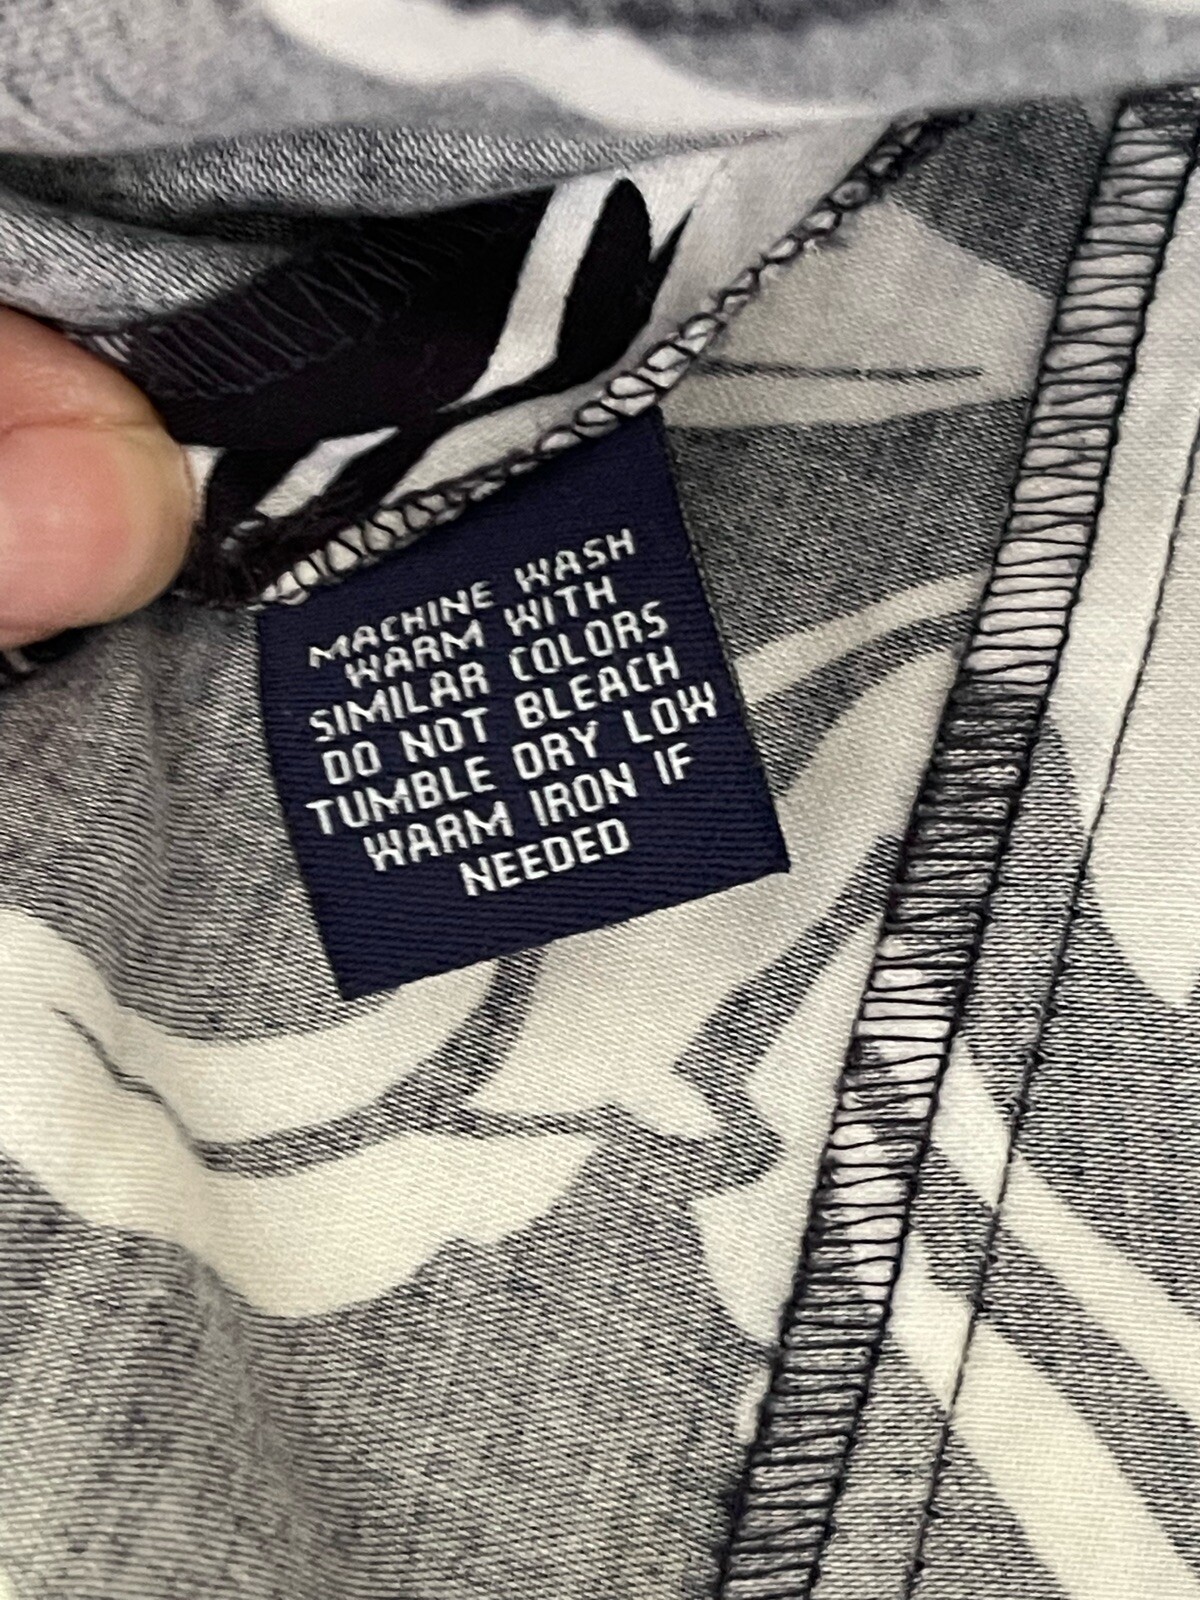 MACHINE WASH
WARM WITH
SIMILAR COLORS
DO NOT BLEACH
TUMBLE DRY LOW
WARM IRON IF
NEEDED